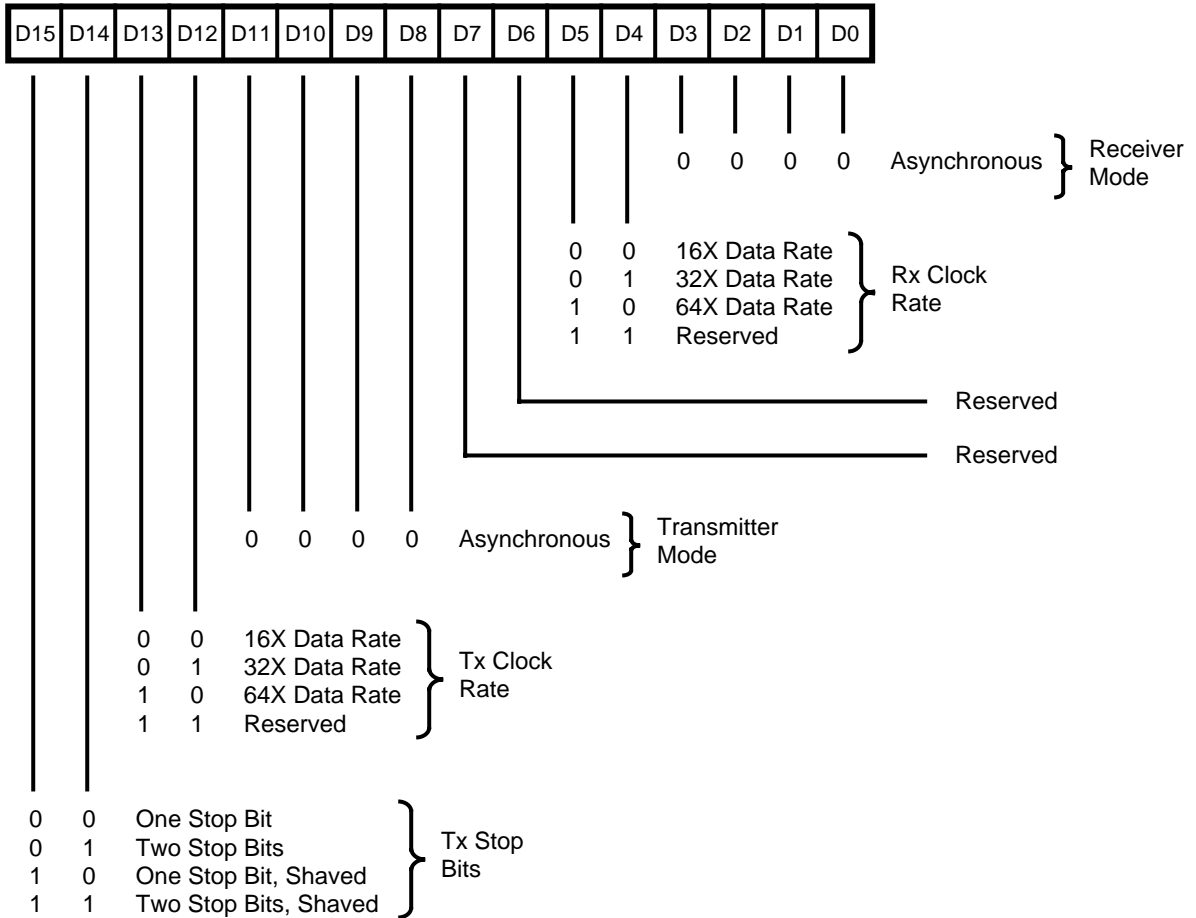 D15 D14 D13 D12 D11 D10 D9 D8 D7 D6 D5 D4 D3 D2 D1 D0
0 0 0 0 Asynchronous
Receiver
Mode
0 0 16X Data Rate
0 1 32X Data Rate
1 0 64X Data Rate
1 1 Reserved
Rx Clock
Rate
Reserved
Reserved
0 0 0 0 Asynchronous
Transmitter
Mode
0 0 16X Data Rate
0 1 32X Data Rate
1 0 64X Data Rate
1 1 Reserved
Tx Clock
Rate
0 0 One Stop Bit
0 1 Two Stop Bits
1 0 One Stop Bit, Shaved
1 1 Two Stop Bits, Shaved
Tx Stop
Bits